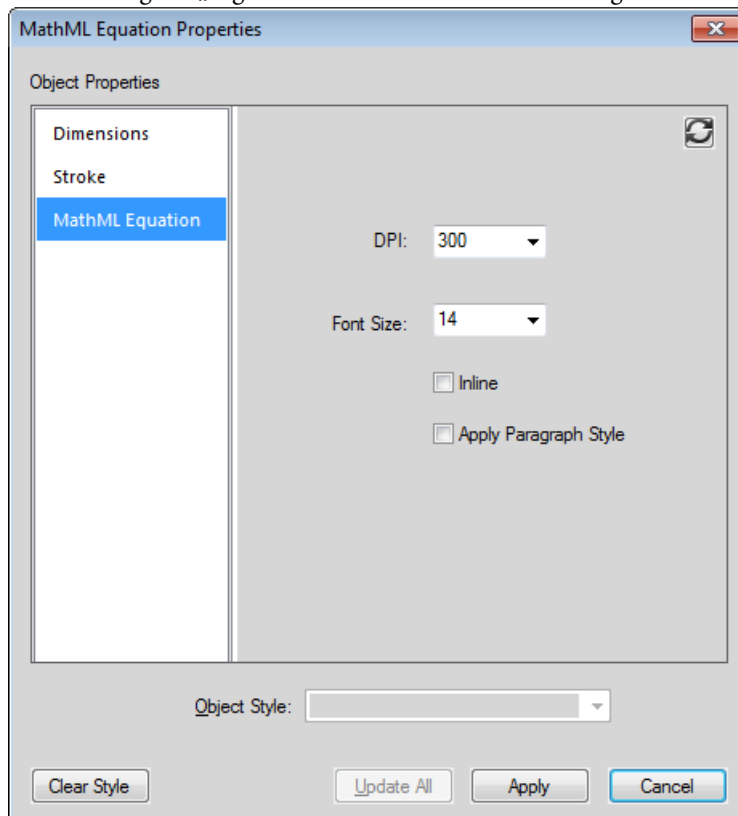 MathML Equation Properties
Object Properties
Dimensions
Stroke
MathML Equation
DPI: 300
Font Size: 14
Inline
Apply Paragraph Style
Object Style:
Clear Style Update All Apply Cancel